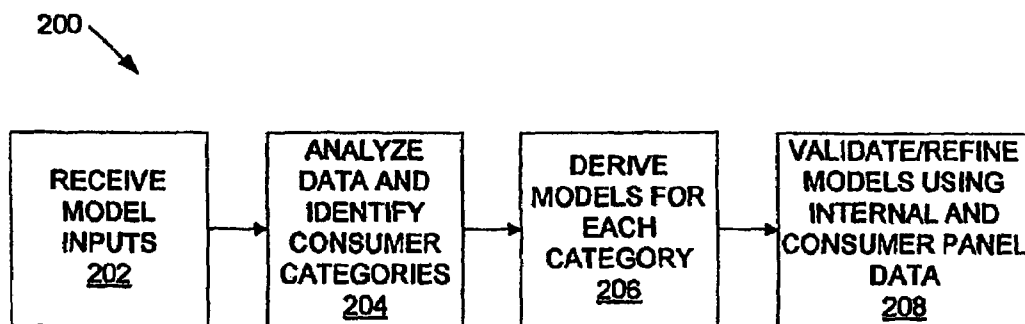 200
RECEIVE
MODEL
INPUTS
202
ANALYZE
DATA AND
IDENTIFY
CONSUMER
CATEGORIES
204
DERIVE
MODELS FOR
EACH
CATEGORY
206
VALIDATE/REFINE
MODELS USING
INTERNAL AND
CONSUMER PANEL
DATA
208